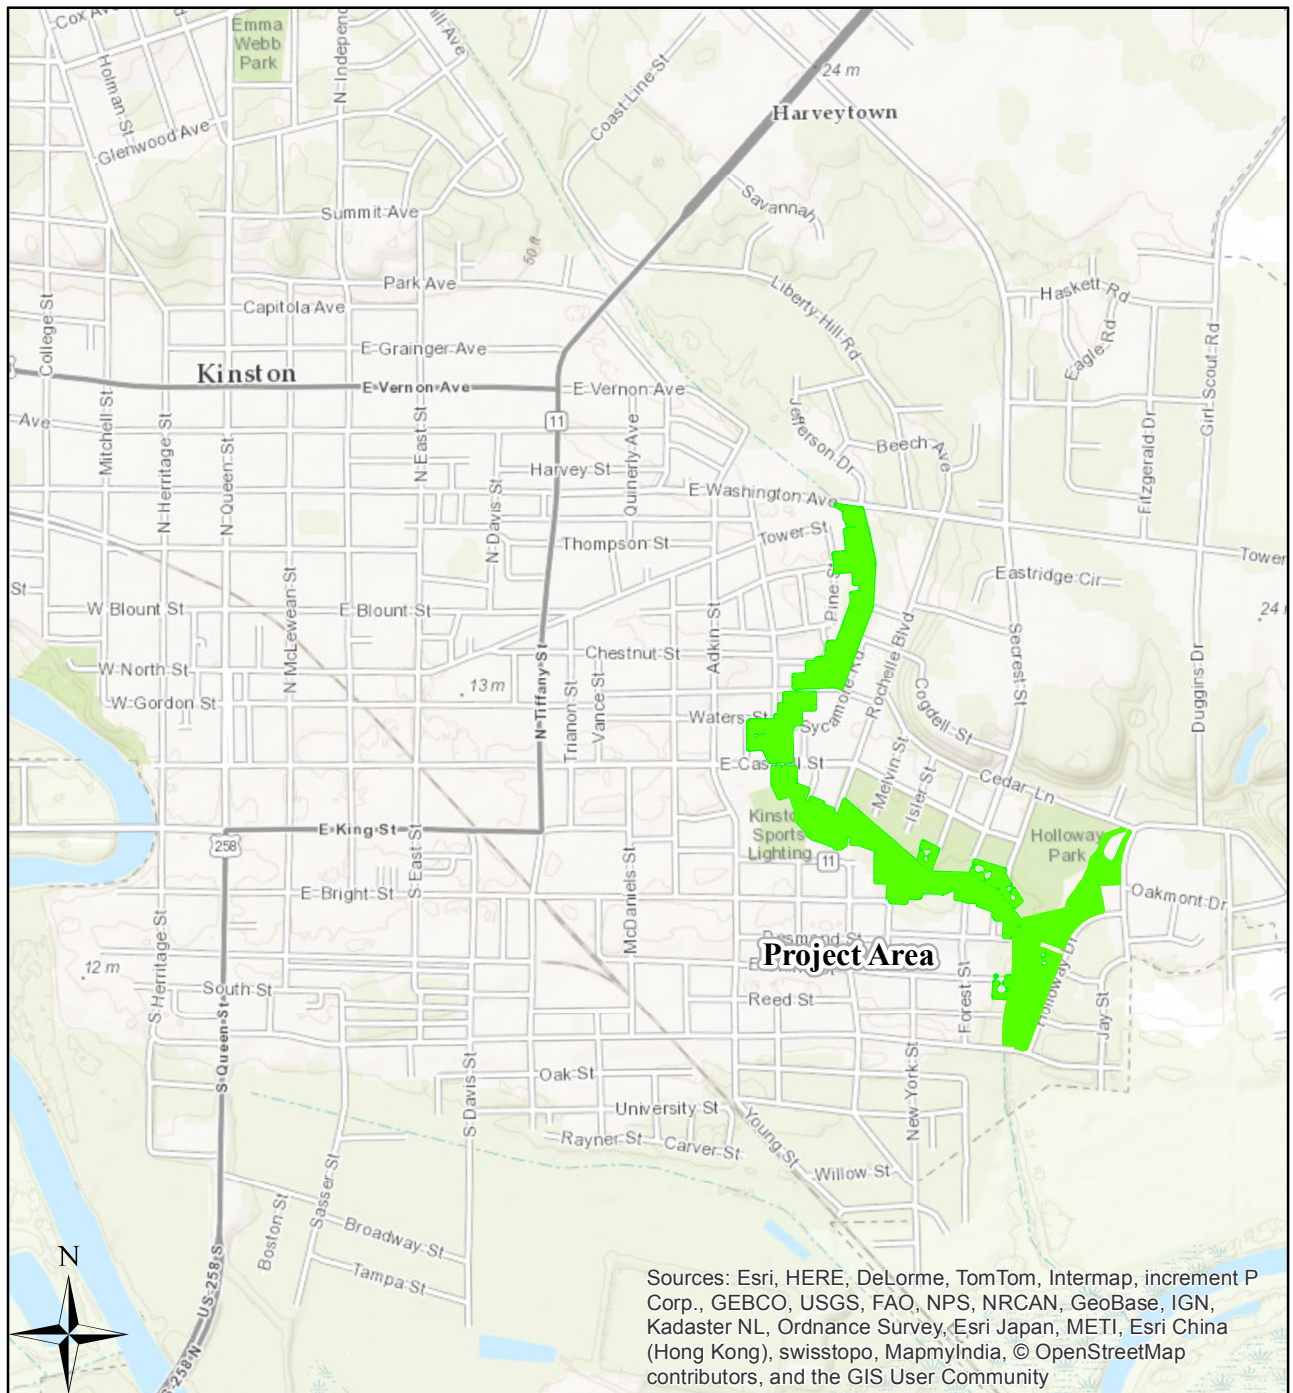 Cox Ave
Emma
Webb
Park
N Independ
hill Ave
Holman St
Glenwood Ave
Coast Line St
24 m
Harveytown
Summit Ave
Savannah
50 ft
Park Ave
Capitola Ave
Haskett Rd
Liberty Hill Rd
College St
E Grainger Ave
Eagle Rd
Girl Scout Rd
Kinston
E Vernon Ave
E Vernon Ave
11
Ave
Mitchell St
N Heritage St
N Queen St
N East St
Quinerly Ave
Jefferson Dr
Beech Ave
Fitzgerald Dr
Harvey St
N Davis St
E Washington Ave
Tower St
Thompson St
Tower
Eastridge Cir
St
W Blount St
E Blount St
N McLewean St
Pine St
24
Adkin St
Rochelle Blvd
Secrest St
Chestnut St
W North St
13 m
N Tiffany St
Trianon St
Vance St
Sycamore Rd
Cogdell St
Duggins Dr
W Gordon St
Waters St
E Caswell St
Melvin St
Isler St
Cedar Ln
E King St
258
Kinston
Sports
Lighting
11
Holloway
Park
S East St
McDaniels St
E Bright St
Oakmont Dr
S Heritage St
Desmond St
Project Area
12 m
South St
Reed St
Forest St
Holloway Dr
Jay St
S Queen St
Oak St
S Davis St
New York St
University St
Young St
Rayner St
Carver St
Willow St
Sasser St
Boston St
Broadway St
Tampa St
US-258 S
S-258 N
N
Sources: Esri, HERE, DeLorme, TomTom, Intermap, increment P
Corp., GEBCO, USGS, FAO, NPS, NRCAN, GeoBase, IGN,
Kadaster NL, Ordnance Survey, Esri Japan, METI, Esri China
(Hong Kong), swisstopo, MapmyIndia, © OpenStreetMap
contributors, and the GIS User Community